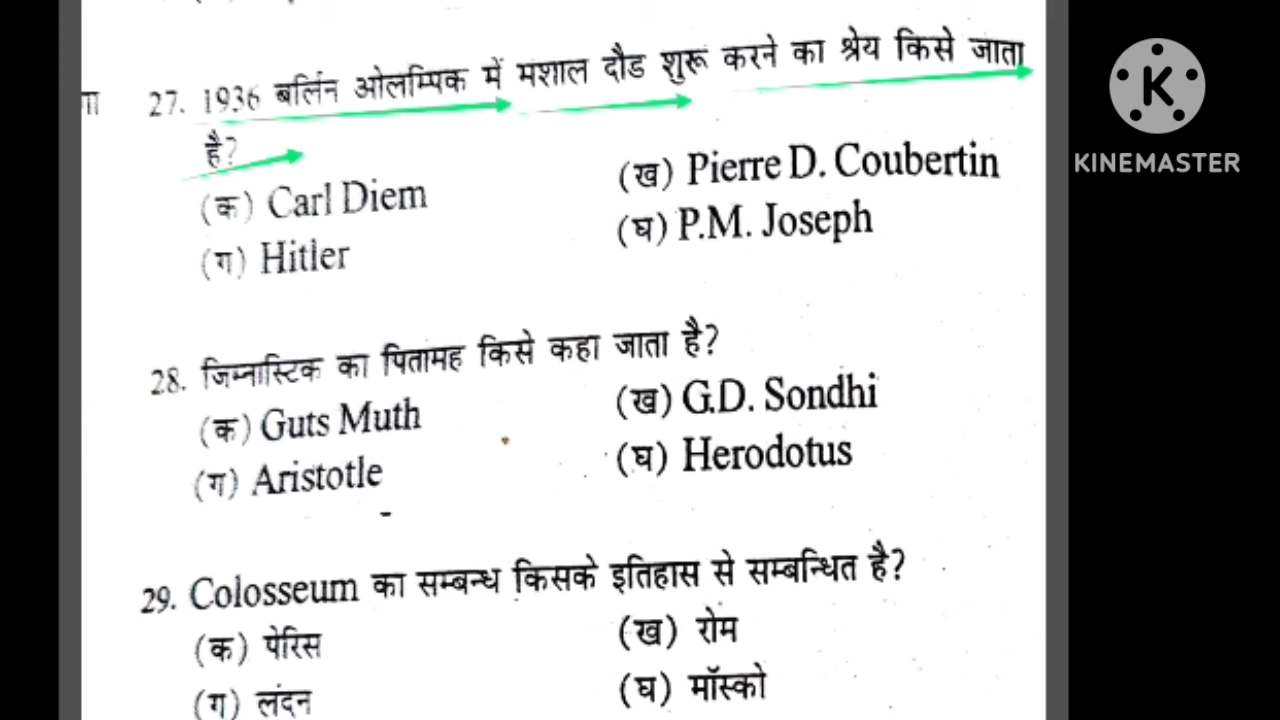 27. 1936 बर्लिन ओलम्पिक में मशाल दौड शुरू करने का श्रेय किसे जाता
है?
(क) Carl Diem (ख) Pierre D. Coubertin
(ग) Hitler (घ) P.M. Joseph
28. जिम्नास्टिक का पितामह किसे कहा जाता है?
(क) Guts Muth (ख) G.D. Sondhi
(ग) Aristotle (घ) Herodotus
29. Colosseum का सम्बन्ध किसके इतिहास से सम्बन्धित है?
(क) पेरिस (ख) रोम
(ग) लंदन (घ) मॉस्को
K
KINEMASTER